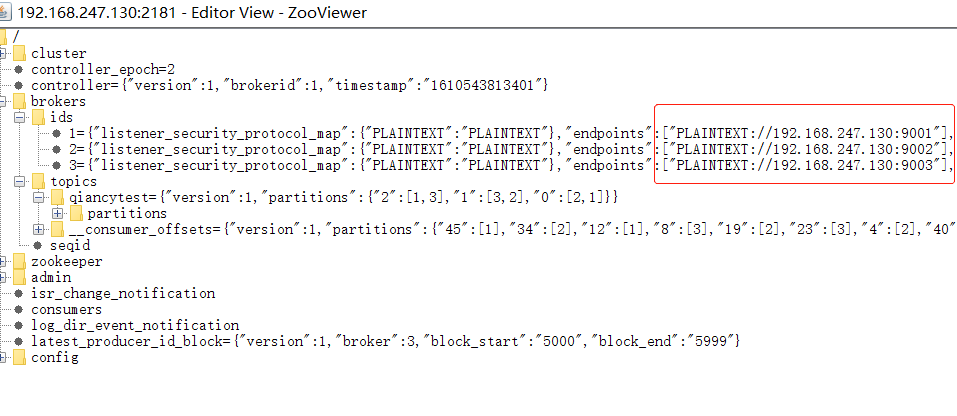 192.168.247.130:2181 - Editor View - ZooViewer
/
cluster
controller_epoch=2
controller={"version":1,"brokerid":1,"timestamp":"1610543813401"}
brokers
ids
1={"listener_security_protocol_map":{"PLAINTEXT":"PLAINTEXT"},"endpoints":["PLAINTEXT://192.168.247.130:9001"],
2={"listener_security_protocol_map":{"PLAINTEXT":"PLAINTEXT"},"endpoints":["PLAINTEXT://192.168.247.130:9002"],
3={"listener_security_protocol_map":{"PLAINTEXT":"PLAINTEXT"},"endpoints":["PLAINTEXT://192.168.247.130:9003"],
topics
qiancytest={"version":1,"partitions":{"2":[1,3],"1":[3,2],"0":[2,1]}}
partitions
__consumer_offsets={"version":1,"partitions":{"45":[1],"34":[2],"12":[1],"8":[3],"19":[2],"23":[3],"4":[2],"40"
seqid
zookeeper
admin
isr_change_notification
consumers
log_dir_event_notification
latest_producer_id_block={"version":1,"broker":3,"block_start":"5000","block_end":"5999"}
config